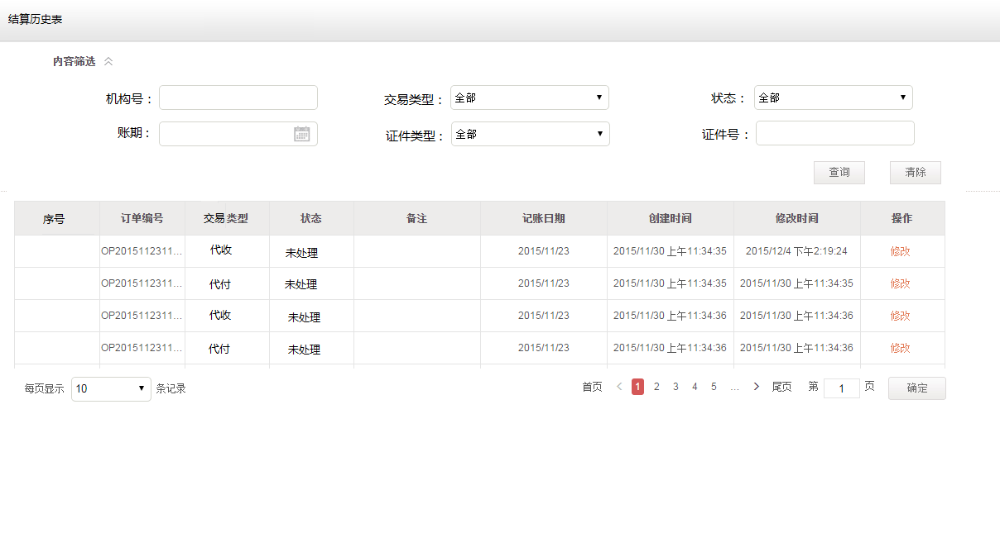 结算历史表
内容筛选
机构号： 交易类型： 全部 状态： 全部
账期： 证件类型： 全部 证件号：
查询 清除
序号 订单编号 交易类型 状态 备注 记账日期 创建时间 修改时间 操作
OP2015112311... 代收 未处理 2015/11/23 2015/11/30 上午11:34:35 2015/12/4 下午2:19:24 修改
OP2015112311... 代付 未处理 2015/11/23 2015/11/30 上午11:34:35 2015/11/30 上午11:34:35 修改
OP2015112311... 代收 未处理 2015/11/23 2015/11/30 上午11:34:36 2015/11/30 上午11:34:36 修改
OP2015112311... 代付 未处理 2015/11/23 2015/11/30 上午11:34:36 2015/11/30 上午11:34:36 修改
每页显示 10 条记录 首页 < 1 2 3 4 5 ... > 尾页 第 1 页 确定